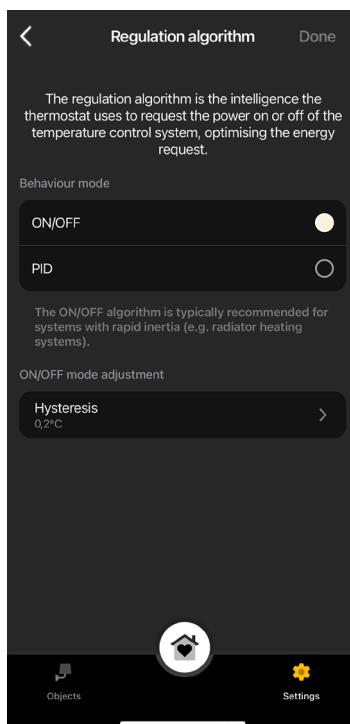 Regulation algorithm
Done
The regulation algorithm is the intelligence the
thermostat uses to request the power on or off of the
temperature control system, optimising the energy
request.
Behaviour mode
ON/OFF
PID
The ON/OFF algorithm is typically recommended for
systems with rapid inertia (e.g. radiator heating
systems).
ON/OFF mode adjustment
Hysteresis
0,2°C
Objects
Settings